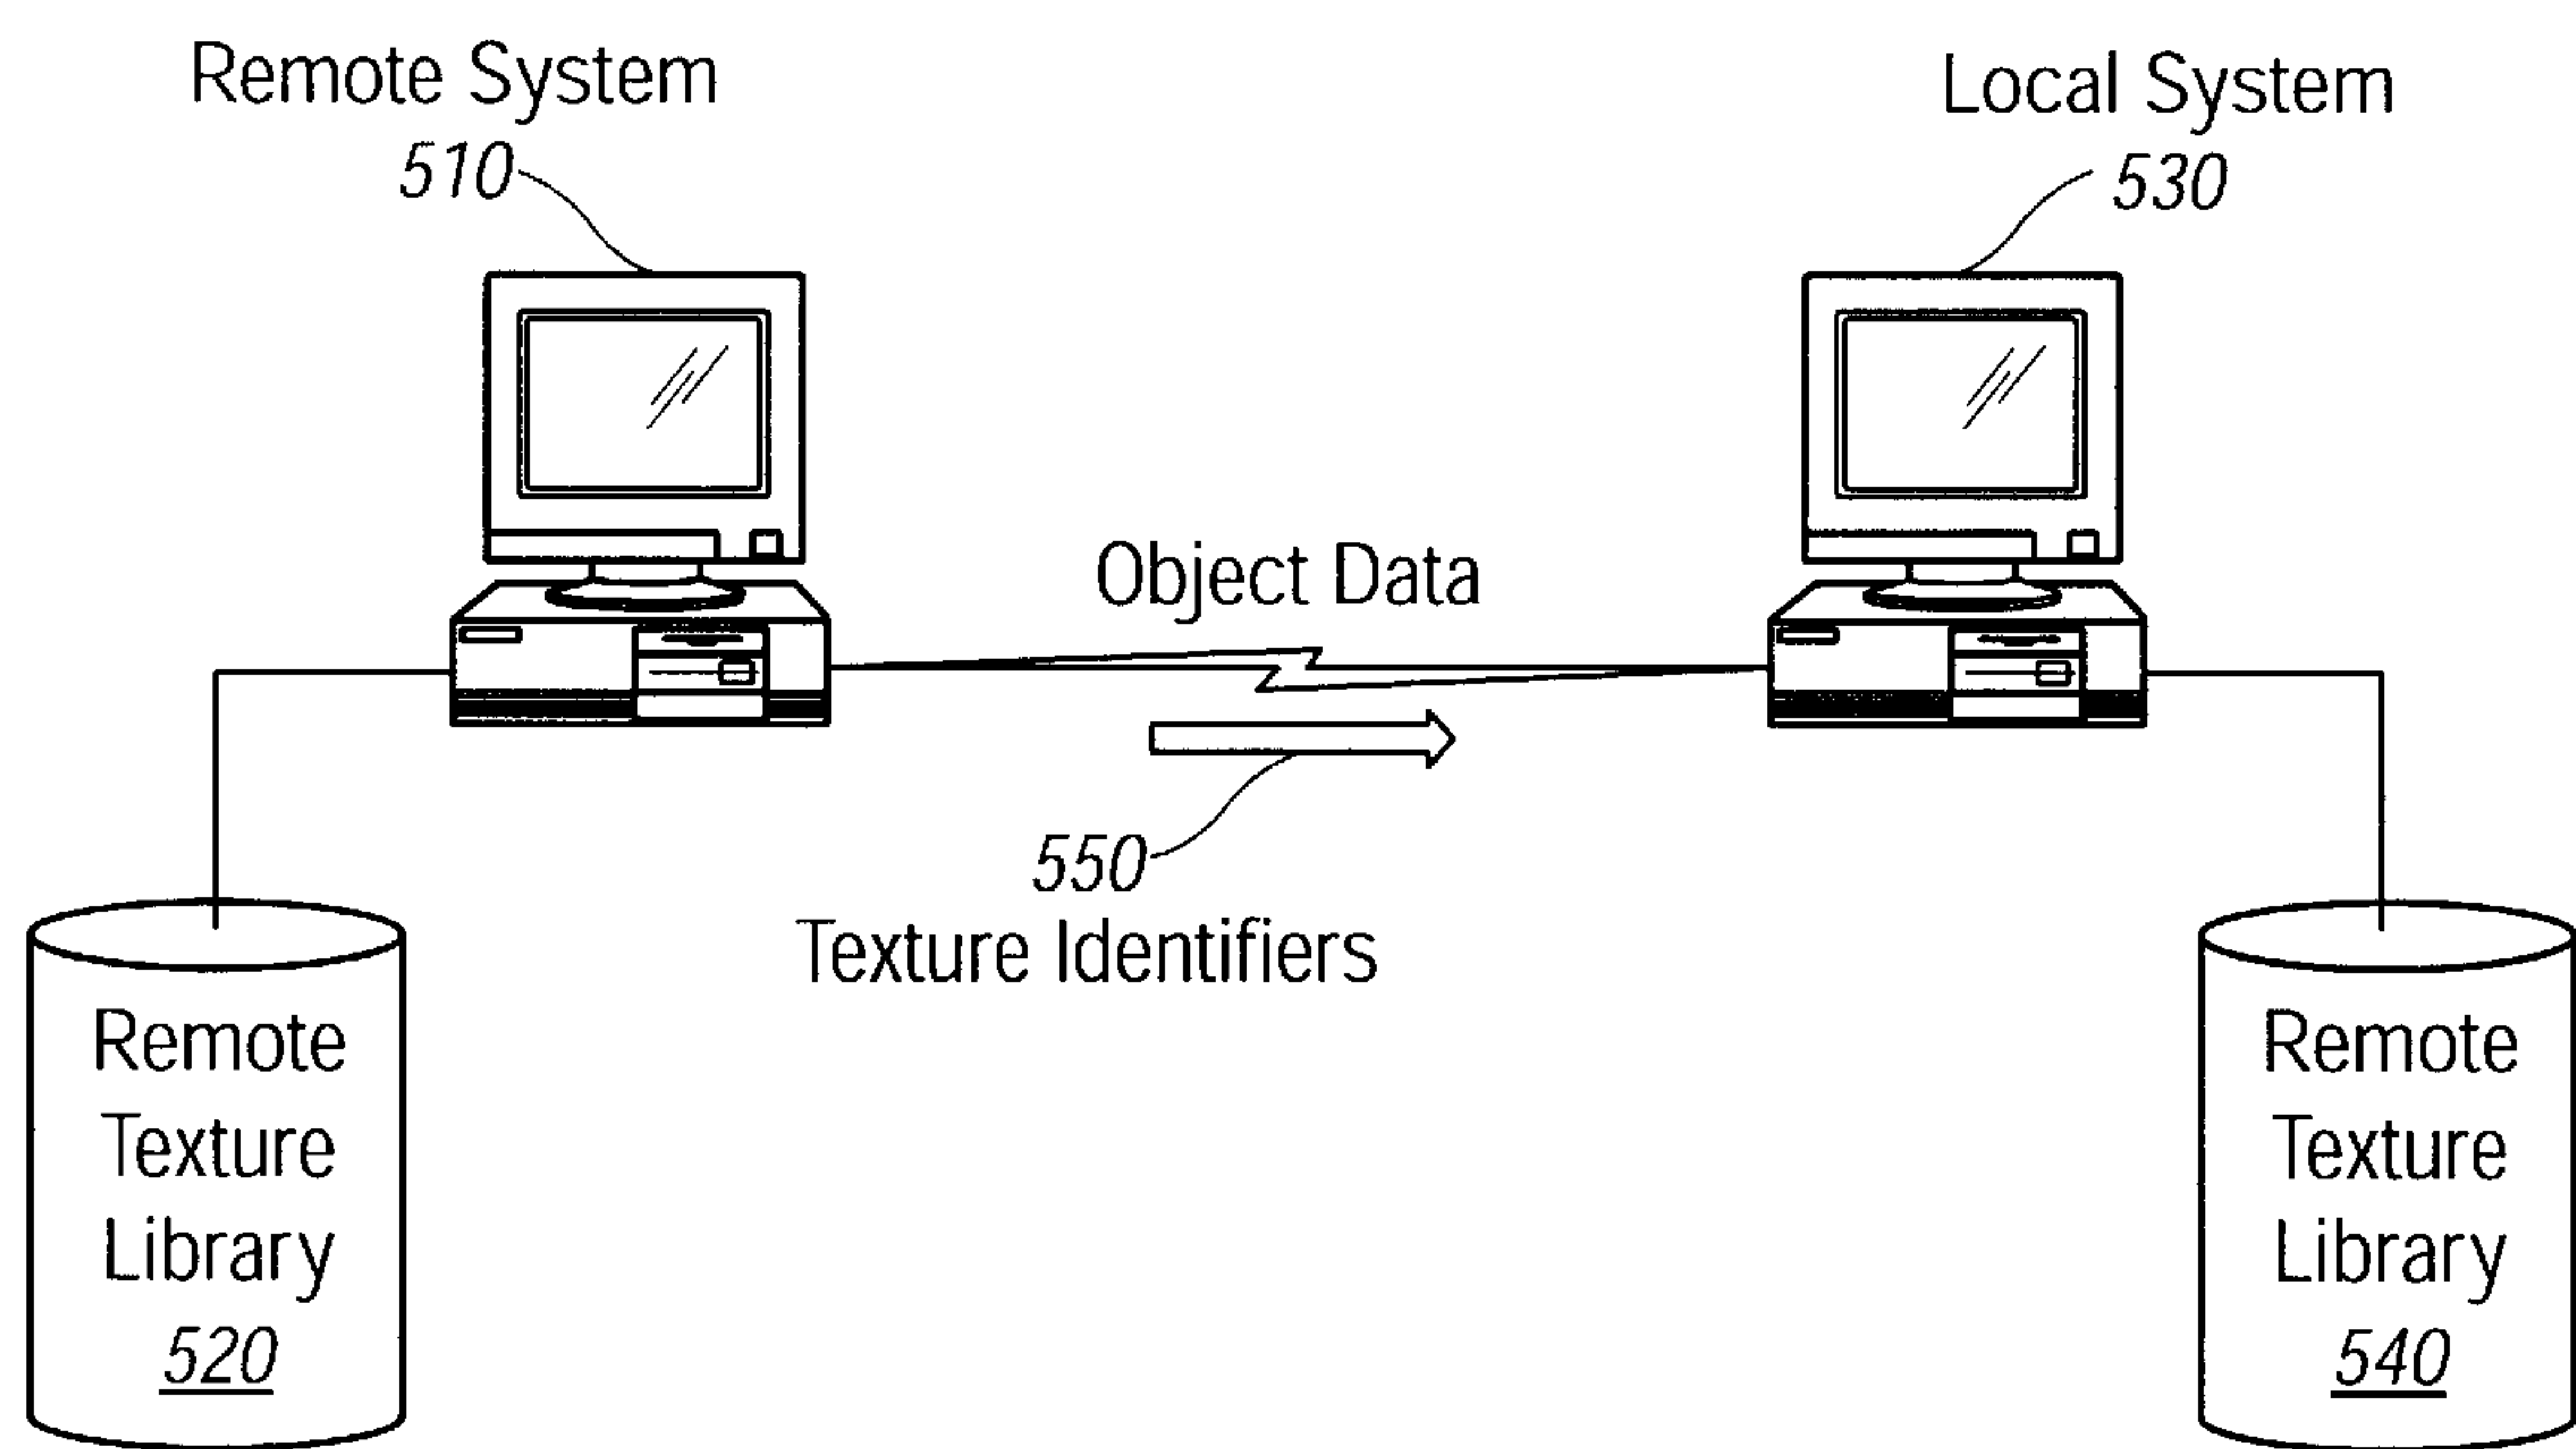 Remote System
510
Local System
530
Object Data
550
Texture Identifiers
Remote
Texture
Library
520
Remote
Texture
Library
540